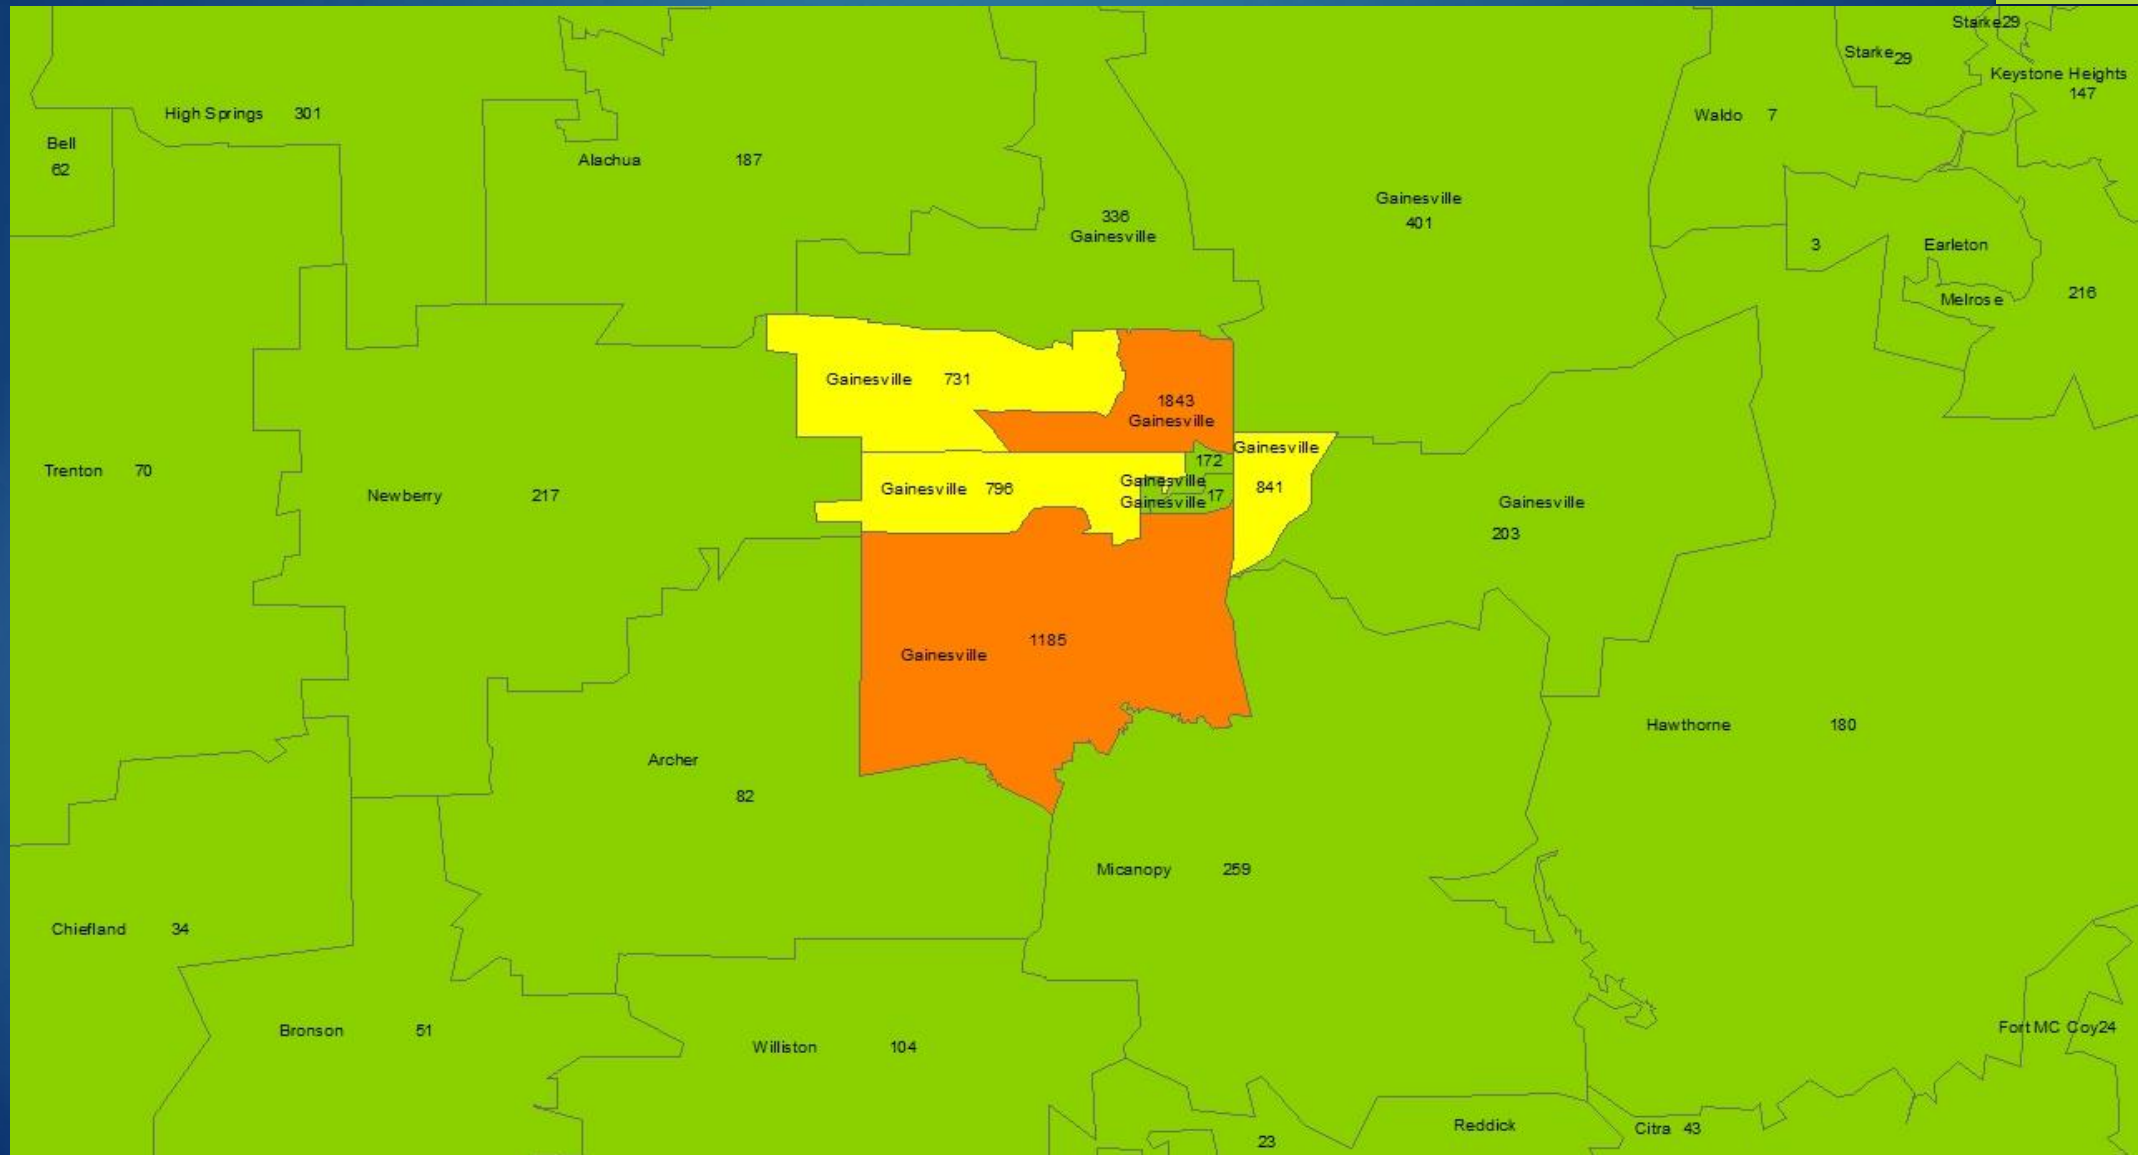 Starke29
Starke29
Keystone Heights
147
High Springs 301
Waldo 7
Bell
62
Alachua 187
Gainesville
401
336
Gainesville
3
Earleton
Melrose
216
Gainesville 731
1843
Gainesville
Gainesville
841
172
Gainesville
Gainesville 17
Gainesville 796
Trenton 70
Newberry 217
Gainesville
203
1185
Gainesville
Hawthorne 180
Archer
82
Micanopy 259
Chiefland 34
Bronson 51
Williston 104
Fort MC Coy24
Reddick
23
Citra 43